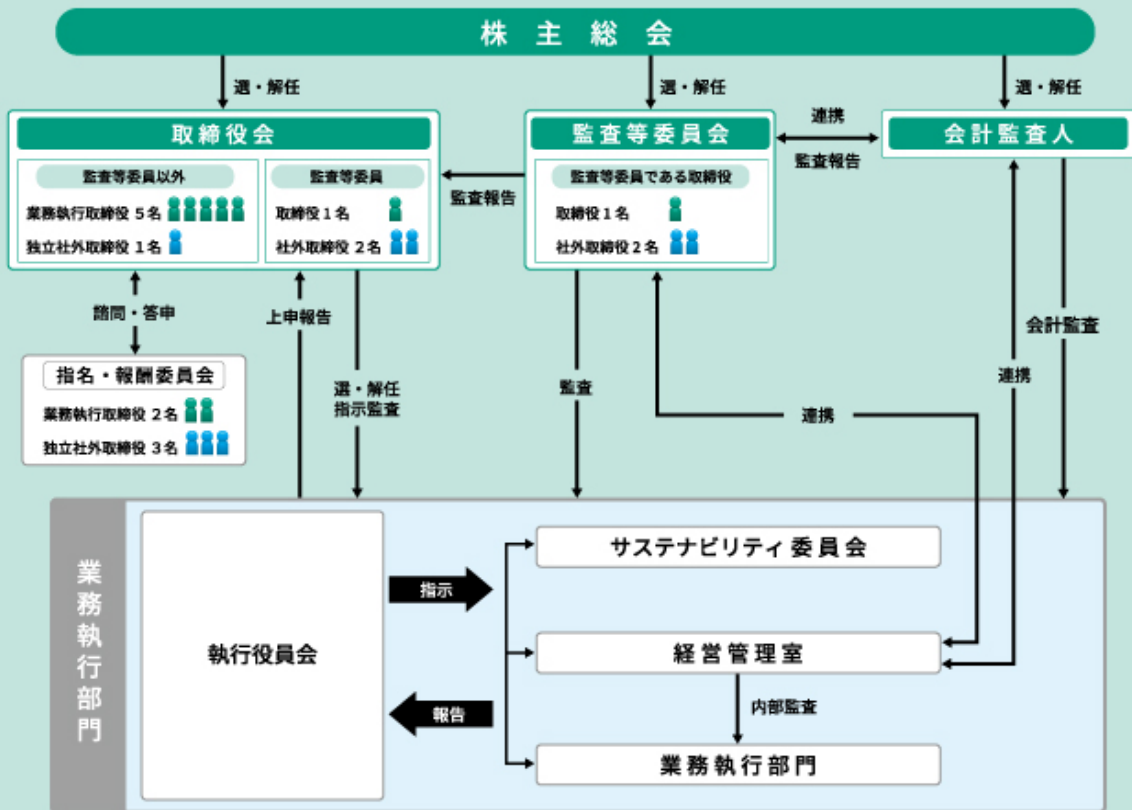 株主総会
選・解任
選・解任
選・解任
取締役会
監査等委員以外
業務執行取締役 5名
独立社外取締役 1名
監査等委員
取締役1名
社外取締役 2名
監査報告
監査等委員会
監査等委員である取締役
取締役1名
社外取締役2名
連携
監査報告
会計監査人
諮問・答申
上申報告
選・解任
指示監査
監査
連携
連携
会計監査
指名・報酬委員会
業務執行取締役 2名
独立社外取締役 3名
業務執行部門
執行役員会
指示
報告
サステナビリティ委員会
経営管理室
内部監査
業務執行部門